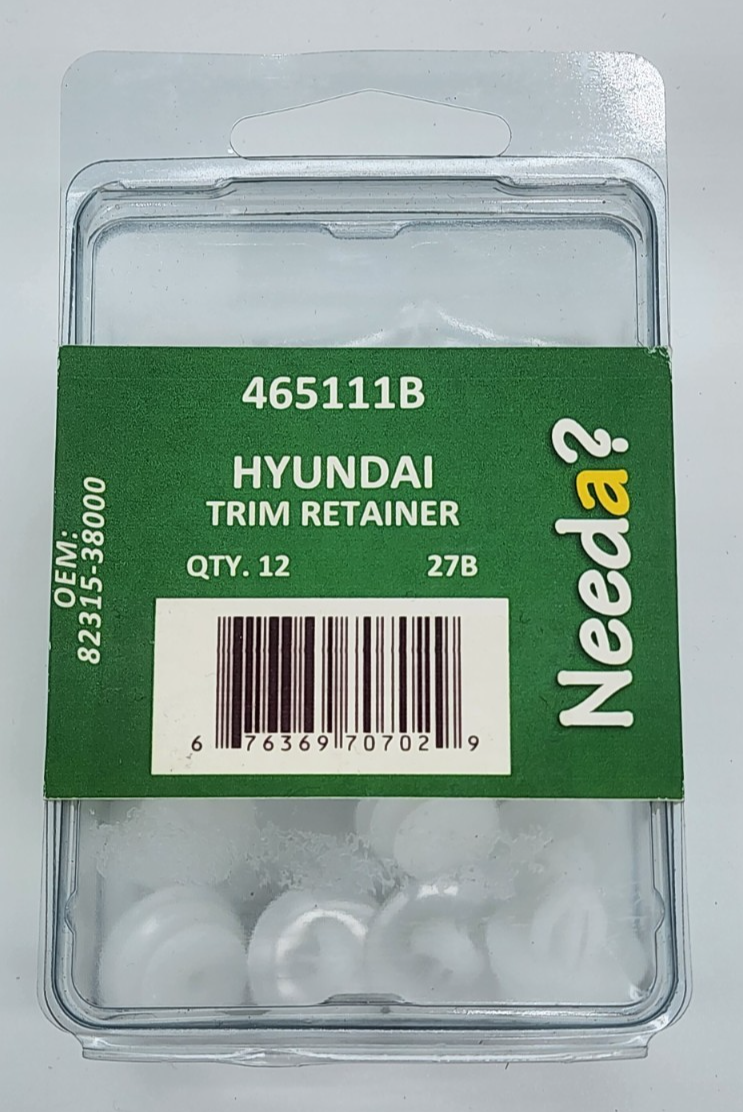 465111B
HYUNDAI
TRIM RETAINER
QTY. 12 27B
OEM:
82315-38000
Needa?
6 76369 70702 9